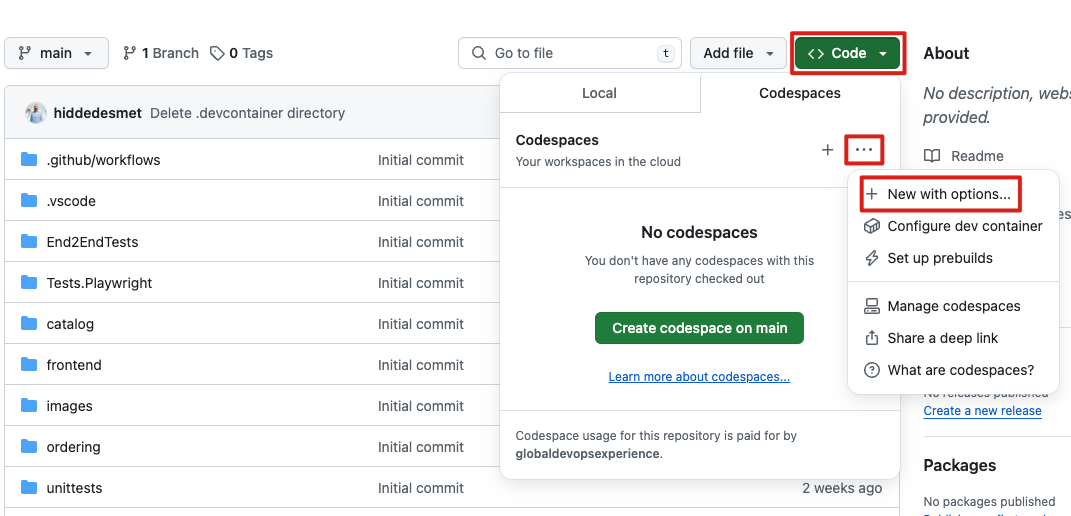 main
1 Branch
0 Tags
Go to file
t
Add file
<> Code
About
hiddedesmet Delete .devcontainer directory
Local
Codespaces
No description, webs
provided.
Readme
Codespaces
Your workspaces in the cloud
+
...
+ New with options...
Configure dev container
Set up prebuilds
Manage codespaces
Share a deep link
What are codespaces?
.github/workflows Initial commit
.vscode Initial commit
End2EndTests Initial commit
Tests.Playwright Initial commit
catalog Initial commit
frontend Initial commit
images Initial commit
ordering Initial commit
unittests Initial commit 2 weeks ago
No codespaces
You don't have any codespaces with this
repository checked out
Create codespace on main
Learn more about codespaces...
Codespace usage for this repository is paid for by
globaldevopsexperience.
es
No releases published
Create a new release
Packages
No packages published